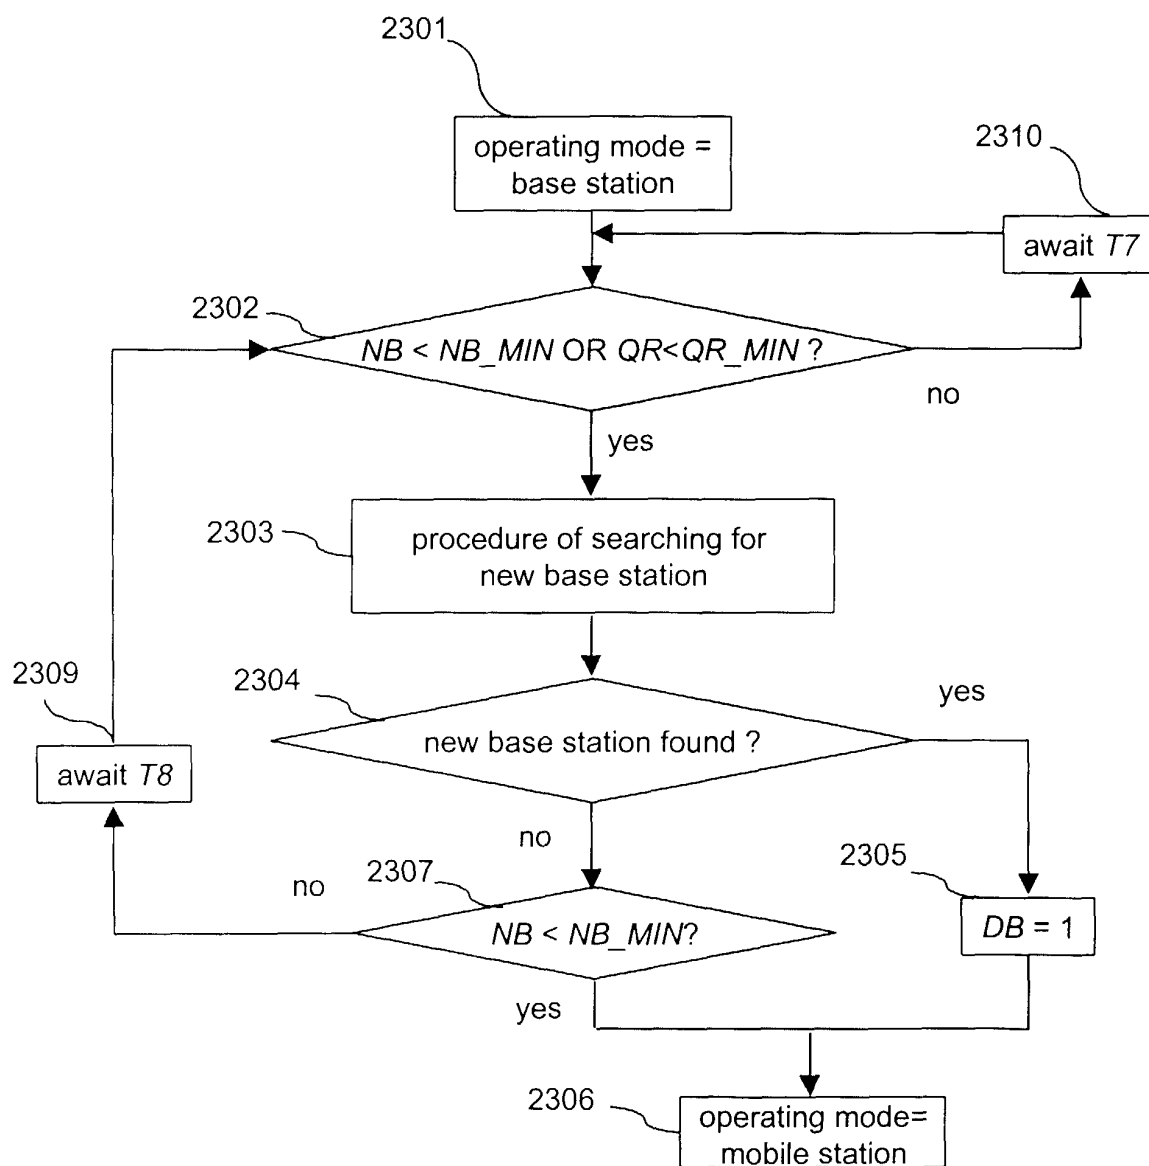 2301
operating mode =
base station
2310
await T7
2302
NB < NB_MIN OR QR<QR_MIN ?
no
yes
2303
procedure of searching for
new base station
2309
2304
yes
new base station found ?
await T8
no
2305
2307
no
NB < NB_MIN?
DB = 1
yes
2306
operating mode=
mobile station